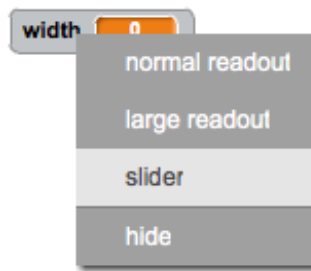 width 0
normal readout
large readout
slider
hide